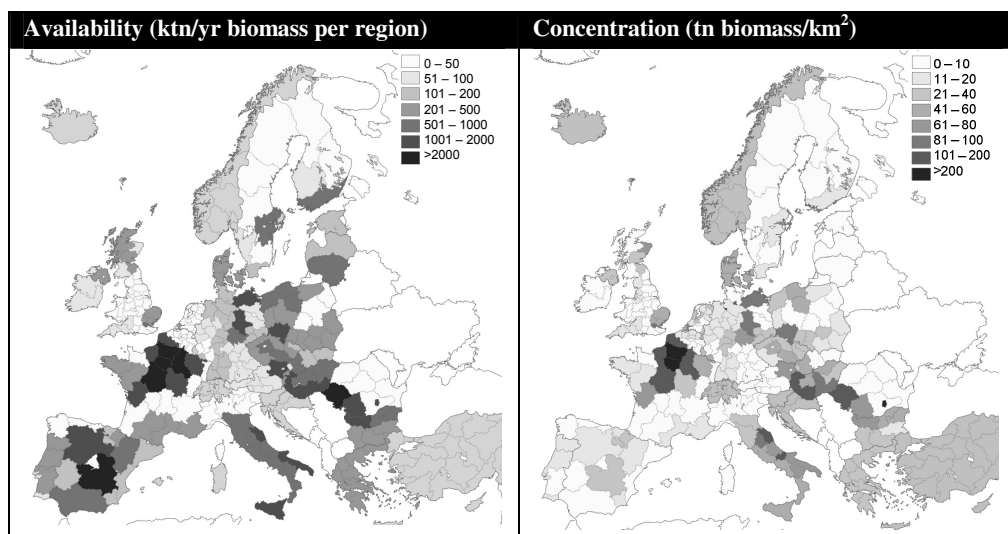 Availability (ktn/yr biomass per region)
0 – 50
51 – 100
101 – 200
201 – 500
501 – 1000
1001 – 2000
>2000
Concentration (tn biomass/km²)
0 – 10
11 – 20
21 – 40
41 – 60
61 – 80
81 – 100
101 – 200
>200